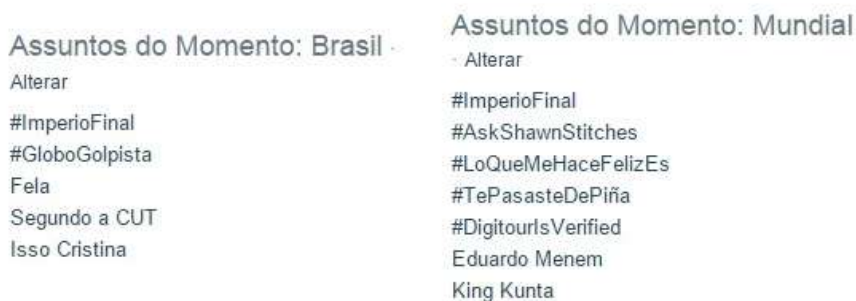 Assuntos do Momento: Brasil ·
Alterar
#ImperioFinal
#GloboGolpista
Fela
Segundo a CUT
Isso Cristina
Assuntos do Momento: Mundial
· Alterar
#ImperioFinal
#AskShawnStitches
#LoQueMeHaceFelizEs
#TePasasteDePiña
#DigitourIsVerified
Eduardo Menem
King Kunta